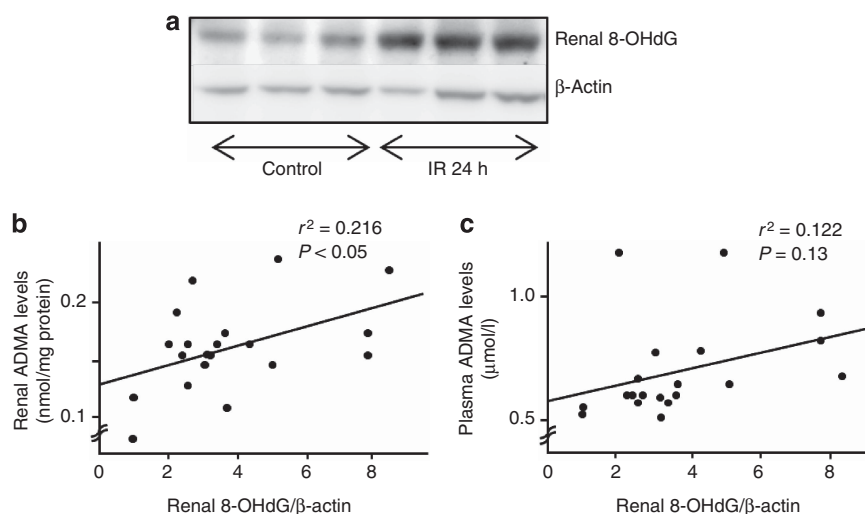 a
Renal 8-OHdG
β-Actin
Control
IR 24 h
b
r² = 0.216
P < 0.05
Renal ADMA levels
(nmol/mg protein)
0.2
0.1
0
2
4
6
8
Renal 8-OHdG/β-actin
c
r² = 0.122
P = 0.13
Plasma ADMA levels
(μmol/l)
1.0
0.5
0
2
4
6
8
Renal 8-OHdG/β-actin